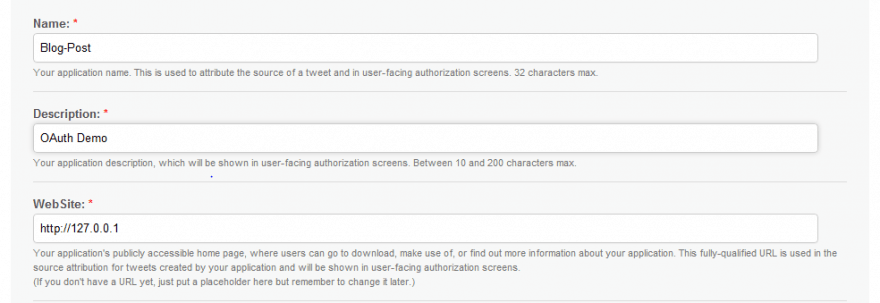 Name: *
Blog-Post
Your application name. This is used to attribute the source of a tweet and in user-facing authorization screens. 32 characters max.
Description: *
OAuth Demo
Your application description, which will be shown in user-facing authorization screens. Between 10 and 200 characters max.
WebSite: *
http://127.0.0.1
Your application's publicly accessible home page, where users can go to download, make use of, or find out more information about your application. This fully-qualified URL is used in the
source attribution for tweets created by your application and will be shown in user-facing authorization screens.
(If you don't have a URL yet, just put a placeholder here but remember to change it later.)